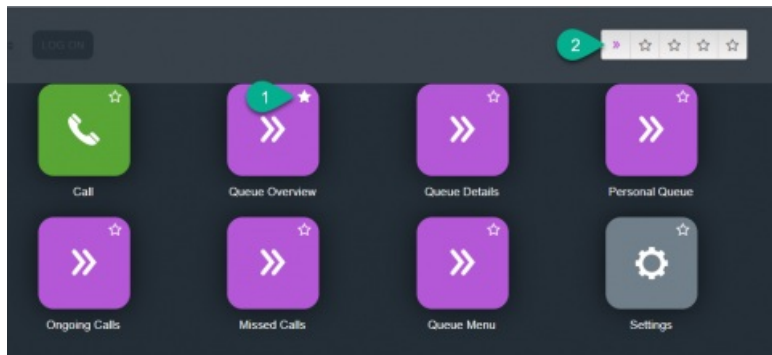 LOG ON
2
1
Call
Queue Overview
Queue Details
Personal Queue
Ongoing Calls
Missed Calls
Queue Menu
Settings